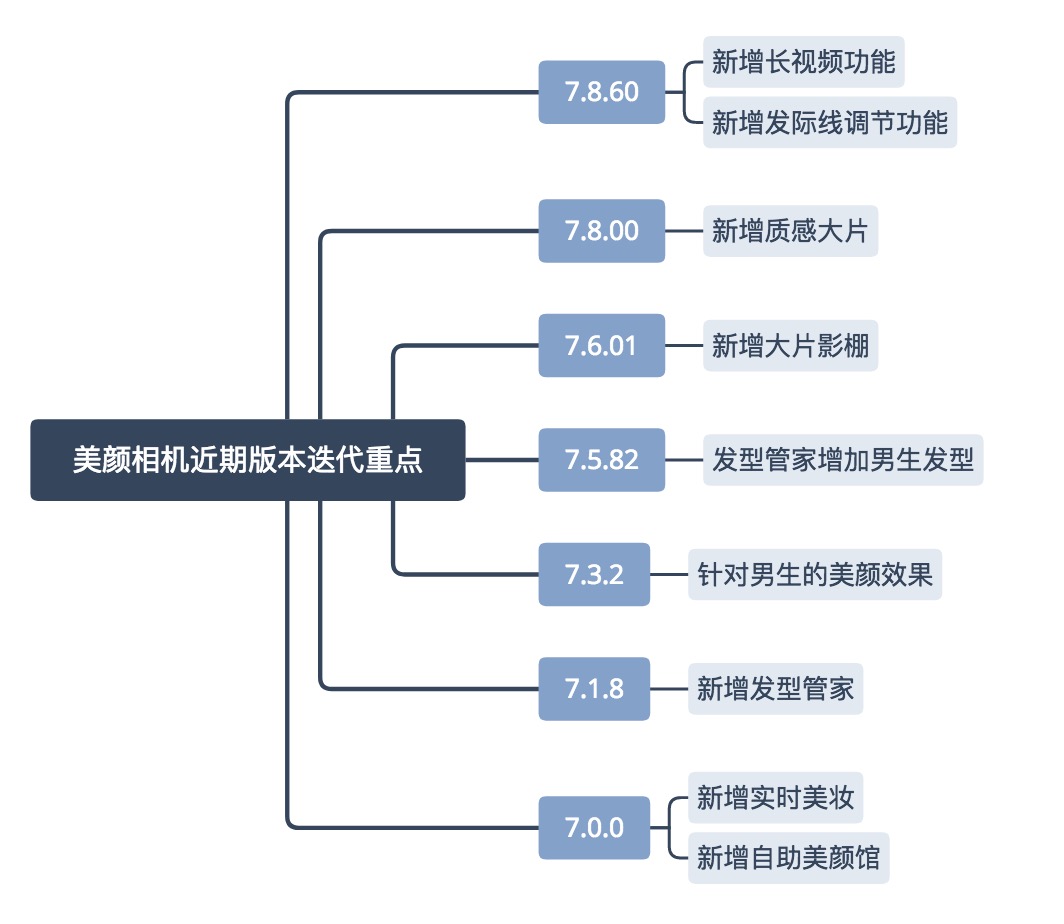 美颜相机近期版本迭代重点
7.8.60
新增长视频功能
新增发际线调节功能
7.8.00
新增质感大片
7.6.01
新增大片影棚
7.5.82
发型管家增加男生发型
7.3.2
针对男生的美颜效果
7.1.8
新增发型管家
7.0.0
新增实时美妆
新增自助美颜馆